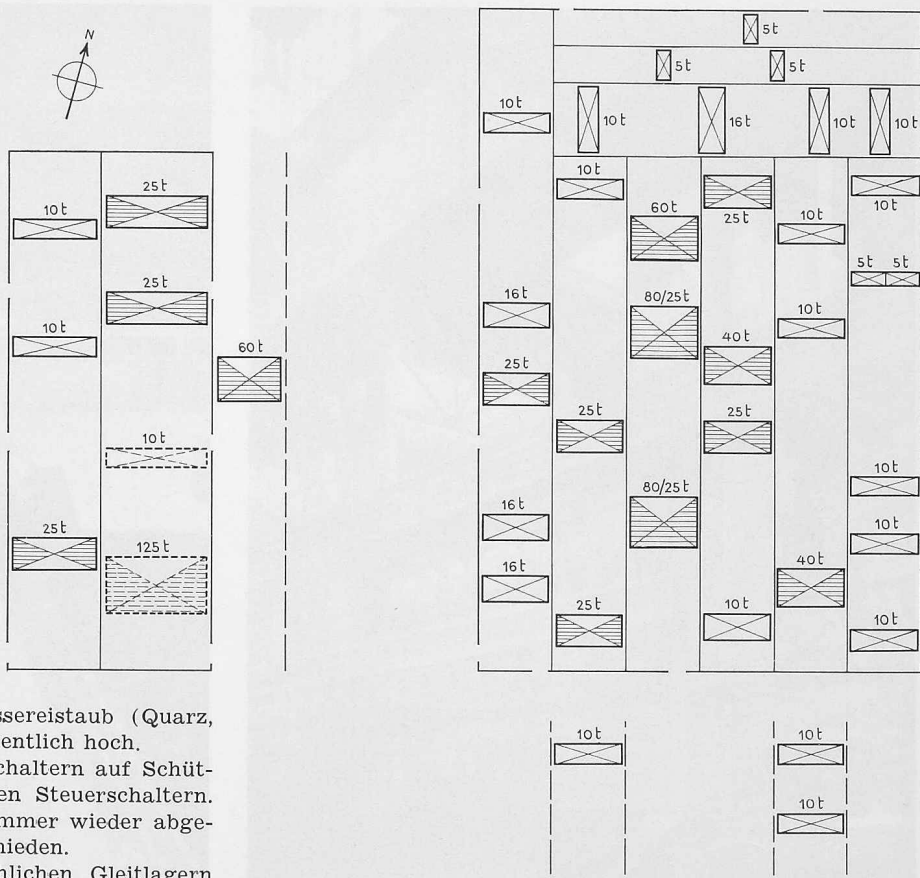 N
5t
5t
5t
10t
10t
16t
10t
10t
25t
10t
10t
10t
60t
25t
10t
10t
5t
5t
25t
16t
80/25t
10t
10t
60t
40t
25t
25t
25t
10t
80/25t
10t
25t
125t
16t
10t
16t
40t
25t
10t
10t
ssereistaub (Quarz,
entlich hoch.
chaltern auf Schüt-
en Steuerschaltern.
mmer wieder abge-
nieden.
nlichen Gleitlagern
10t
10t
10t